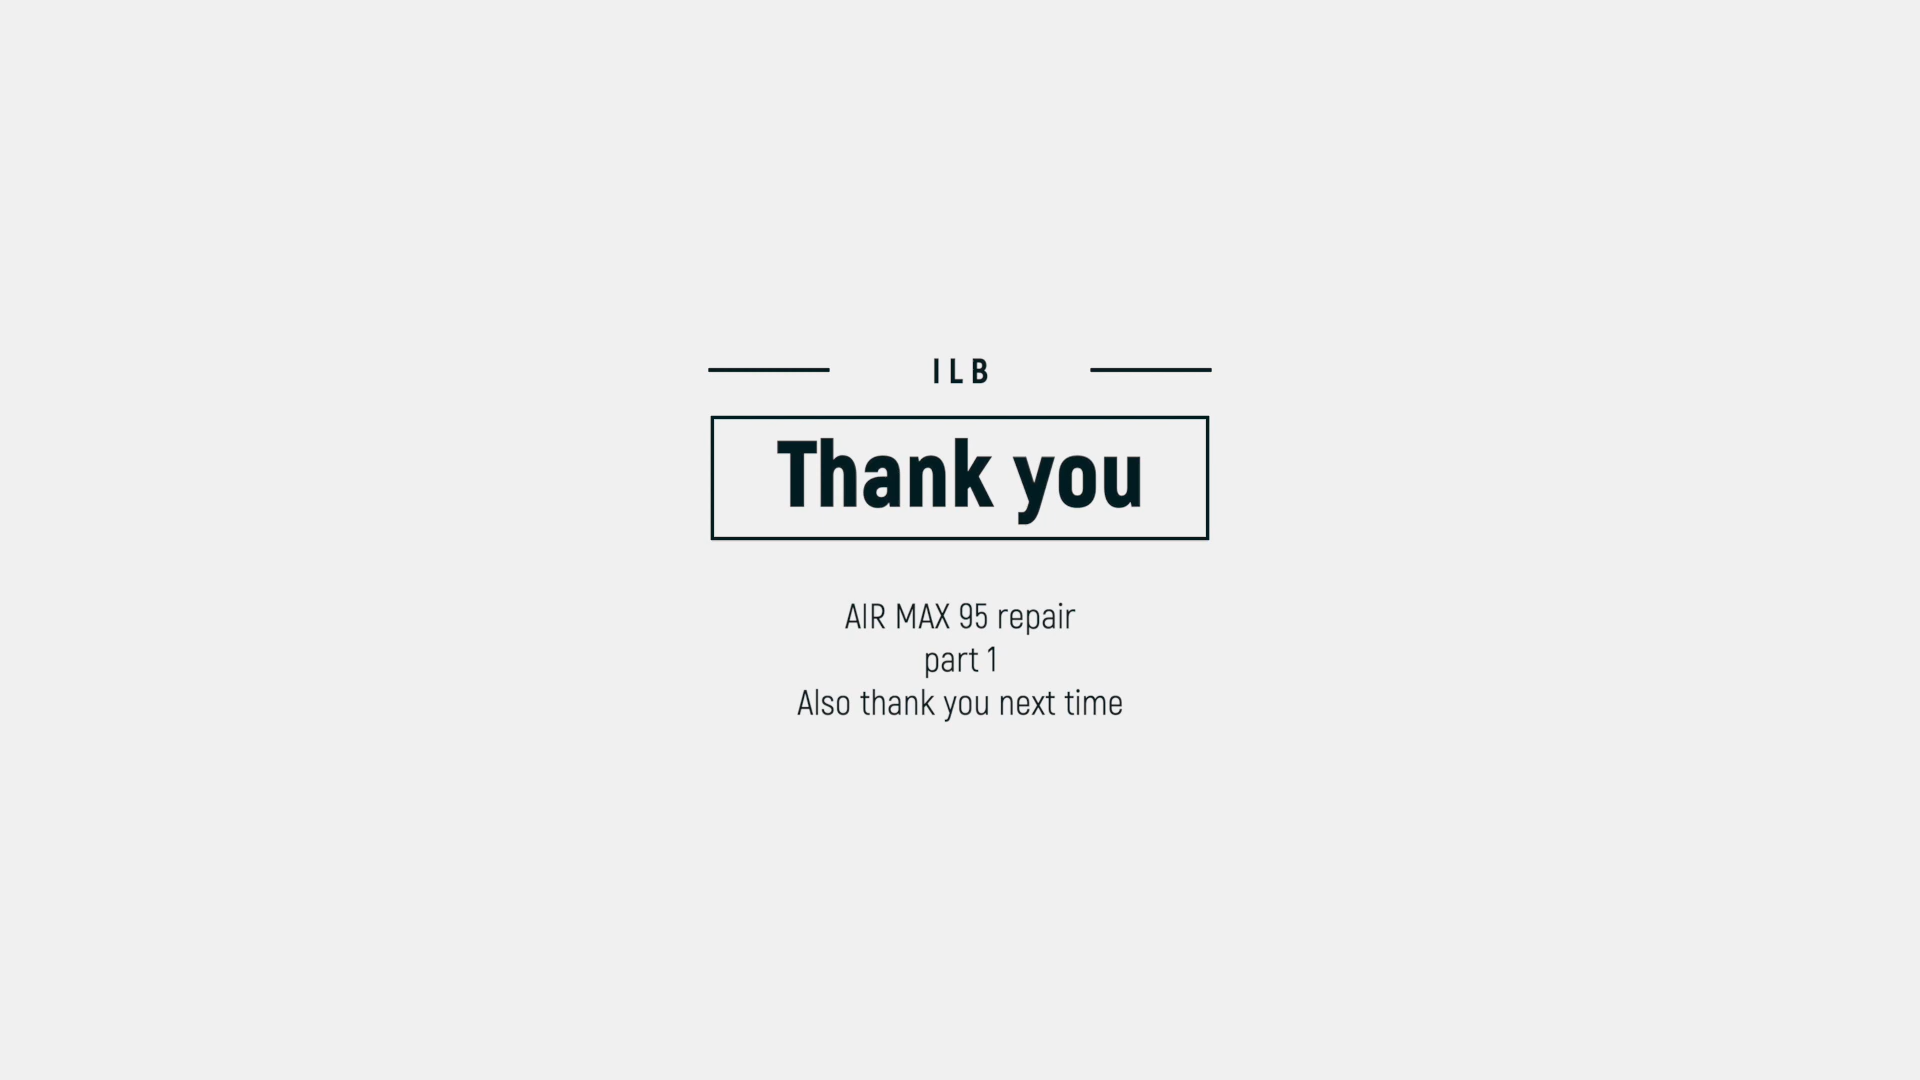 ILB
Thank you
AIR MAX 95 repair
part 1
Also thank you next time